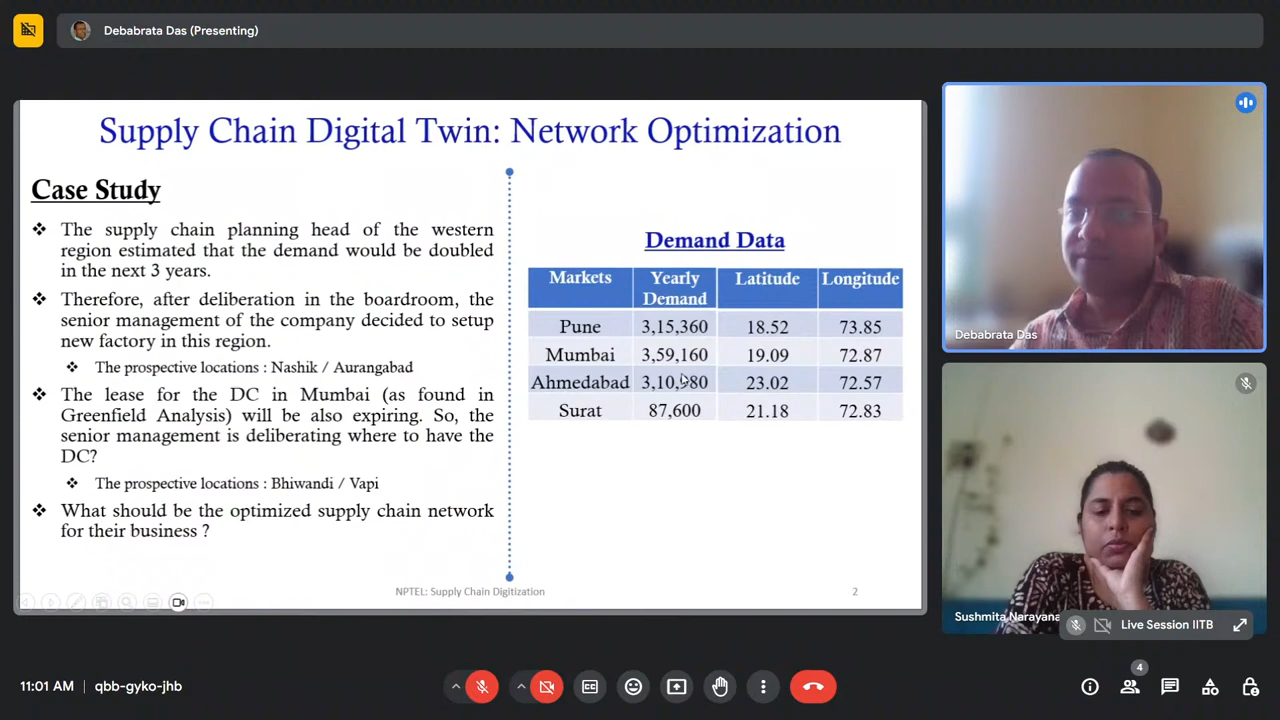 Debabrata Das (Presenting)
Supply Chain Digital Twin: Network Optimization
Case Study
❖ The supply chain planning head of the western
region estimated that the demand would be doubled
in the next 3 years.
❖ Therefore, after deliberation in the boardroom, the
senior management of the company decided to setup
new factory in this region.
❖ The prospective locations : Nashik / Aurangabad
❖ The lease for the DC in Mumbai (as found in
Greenfield Analysis) will be also expiring. So, the
senior management is deliberating where to have the
DC?
❖ The prospective locations : Bhiwandi / Vapi
❖ What should be the optimized supply chain network
for their business ?
Demand Data
Markets Yearly Demand Latitude Longitude
Pune 3,15,360 18.52 73.85
Mumbai 3,59,160 19.09 72.87
Ahmedabad 3,10,980 23.02 72.57
Surat 87,600 21.18 72.83
NPTEL: Supply Chain Digitization 2
Debabrata Das
Sushmita Narayana
Live Session IITB
11:01 AM | qbb-gyko-jhb
4